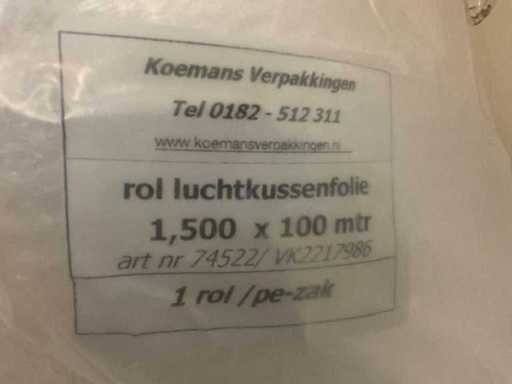 Koemans Verpakkingen
Tel 0182 - 512 311
www.koemansverpakkingen.nl
rol luchtkussenfolie
1,500 x 100 mtr
art nr 74522/ VK2217986
1 rol /pe-zak